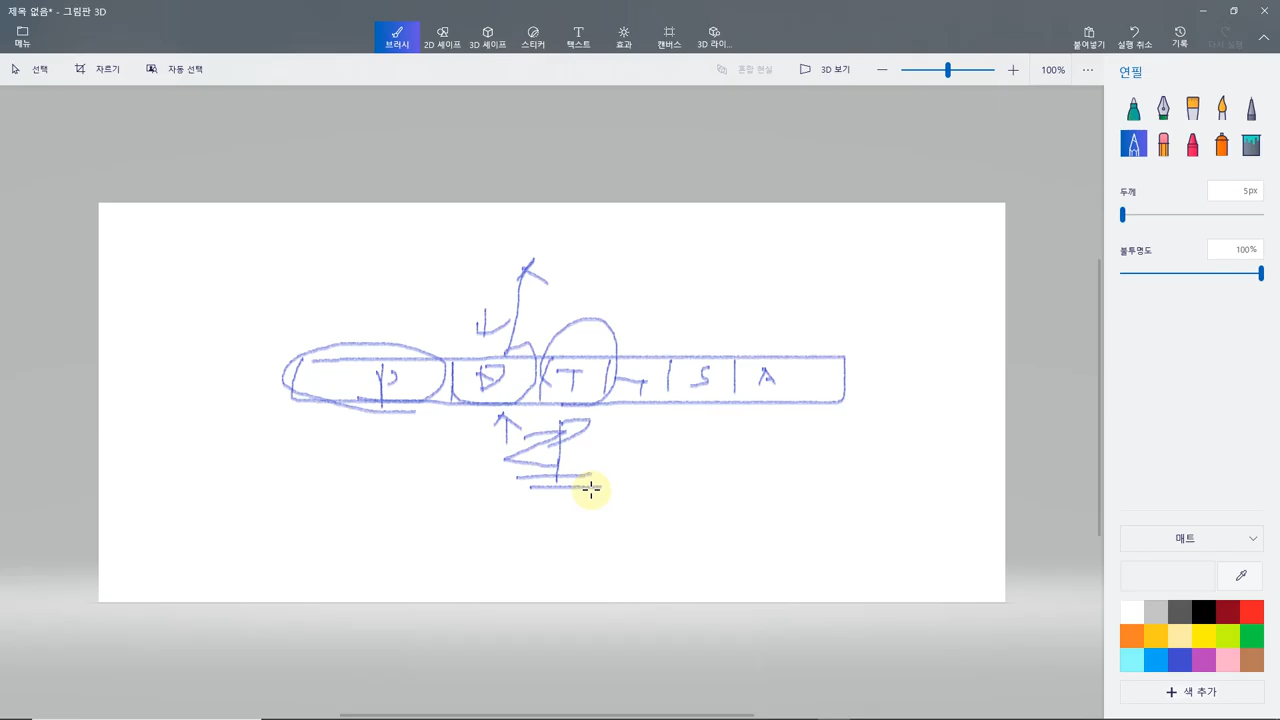 제목 없음* - 그림판 3D
메뉴
브러시
2D 셰이프
3D 셰이프
스티커
텍스트
효과
캔버스
3D 라이...
붙여넣기
실행 취소
기록
다시 실행
선택
자르기
자동 선택
혼합 현실
3D 보기
100%
연필
두께
5px
불투명도
100%
P D T S A
매트
색 추가